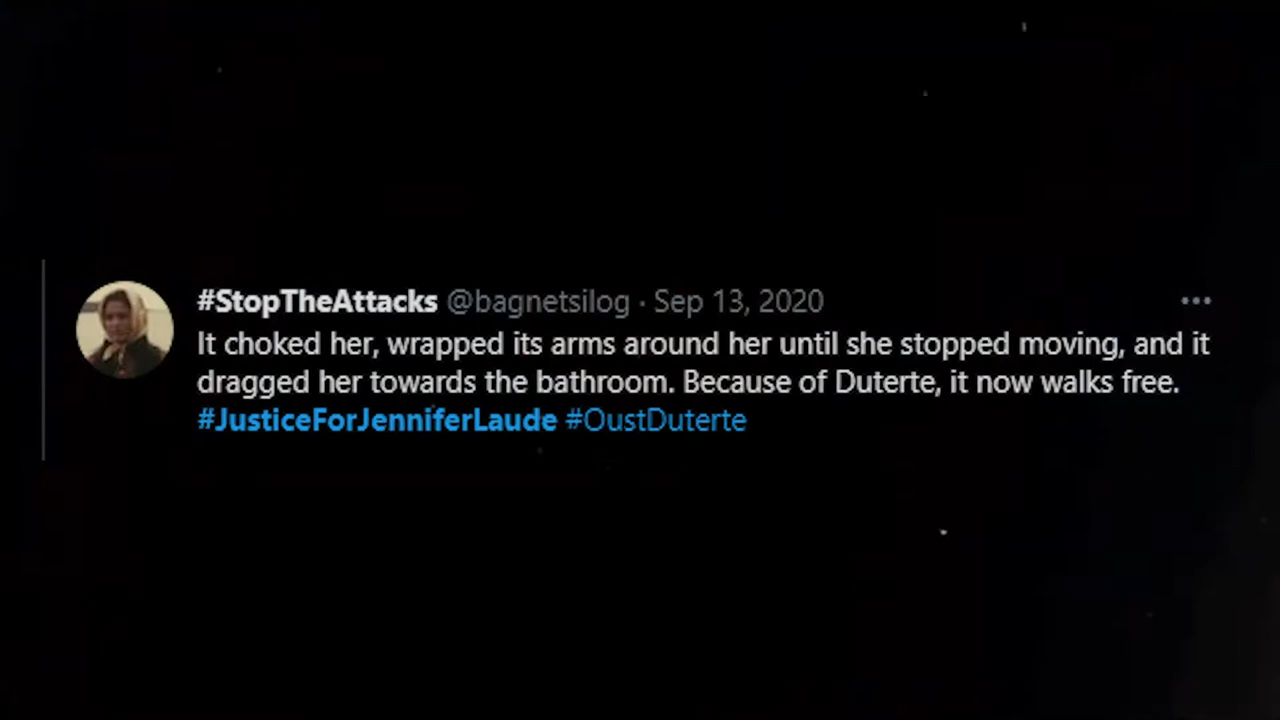 #StopTheAttacks @bagnetsilog · Sep 13, 2020
It choked her, wrapped its arms around her until she stopped moving, and it
dragged her towards the bathroom. Because of Duterte, it now walks free.
#JusticeForJenniferLaude #OustDuterte